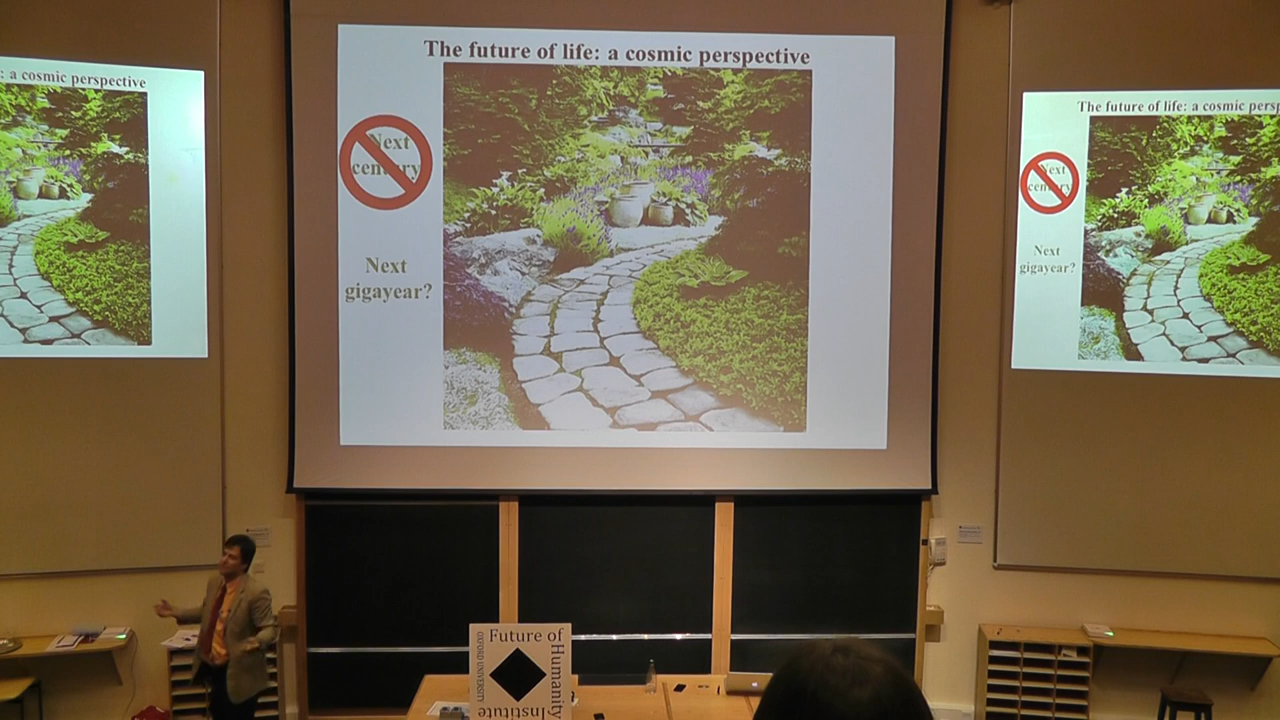 The future of life: a cosmic perspective
Next
century
Next
gigayear?
: a cosmic perspective
The future of life: a cosmic persp
Next
century
Next
gigayear?
Future of
Humanity
Institute
OXFORD UNIVERSITY